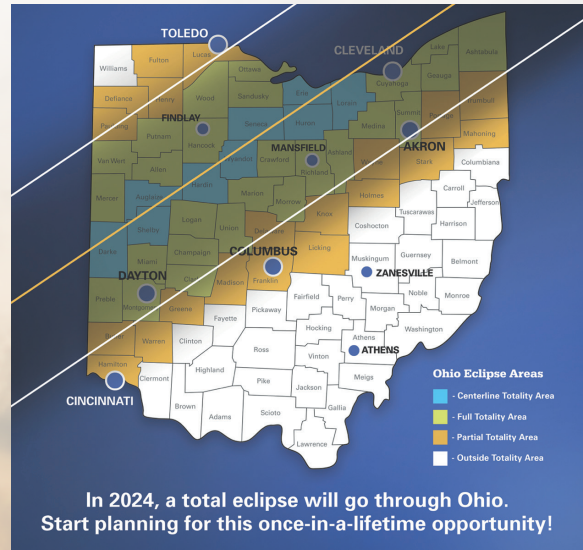 TOLEDO
CLEVELAND
Williams
Fulton
Lucas
Ottawa
Lake
Ashtabula
Geauga
Cuyahoga
Defiance
Henry
Wood
Sandusky
Erie
Lorain
Trumbull
Paulding
FINDLAY
Seneca
Huron
Medina
Summit
Portage
Putnam
Hancock
AKRON
Mahoning
Van Wert
Wyandot
Crawford
MANSFIELD
Richland
Ashland
Wayne
Stark
Columbiana
Allen
Hardin
Carroll
Mercer
Auglaize
Marion
Morrow
Holmes
Tuscarawas
Jefferson
Logan
Union
Knox
Coshocton
Harrison
Shelby
Delaware
Darke
Champaign
COLUMBUS
Licking
Muskingum
Guernsey
Belmont
Miami
DAYTON
Clark
Madison
Franklin
ZANESVILLE
Noble
Monroe
Preble
Montgomery
Greene
Fairfield
Perry
Morgan
Fayette
Pickaway
Washington
Butler
Warren
Clinton
Hocking
Athens
ATHENS
Ross
Vinton
Hamilton
Meigs
CINCINNATI
Clermont
Highland
Pike
Jackson
Gallia
Brown
Adams
Scioto
Lawrence
Ohio Eclipse Areas
- Centerline Totality Area
- Full Totality Area
- Partial Totality Area
- Outside Totality Area
In 2024, a total eclipse will go through Ohio.
Start planning for this once-in-a-lifetime opportunity!